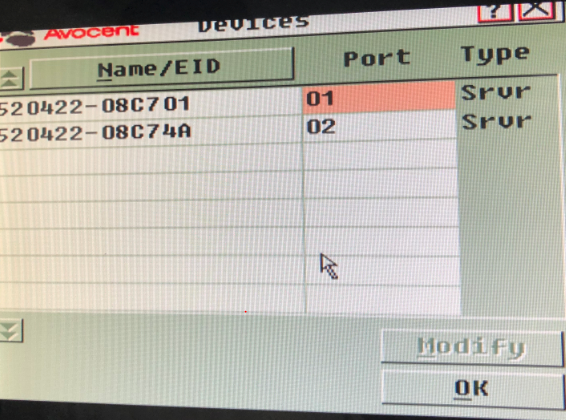 Avocent Devices ? X
Name/EID Port Type
520422-08C701 01 Srvr
520422-08C74A 02 Srvr
Modify
OK